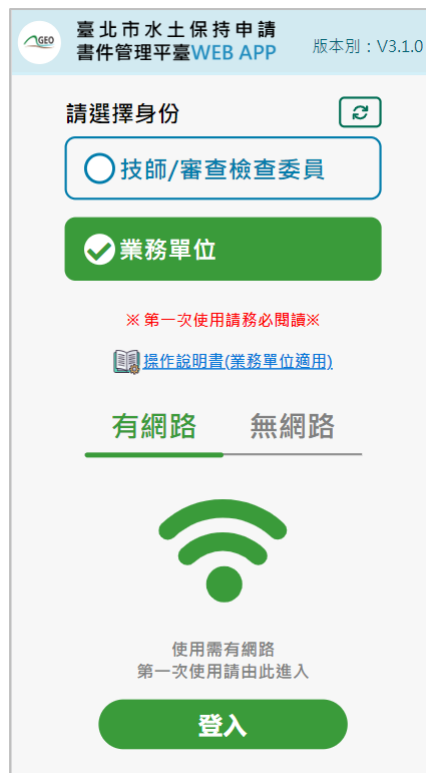 GEO
臺北市水土保持申請
書件管理平臺WEB APP
版本別：V3.1.0
請選擇身份
技師/審查檢查委員
業務單位
※第一次使用請務必閱讀※
操作說明書(業務單位適用)
有網路
無網路
使用需有網路
第一次使用請由此進入
登入